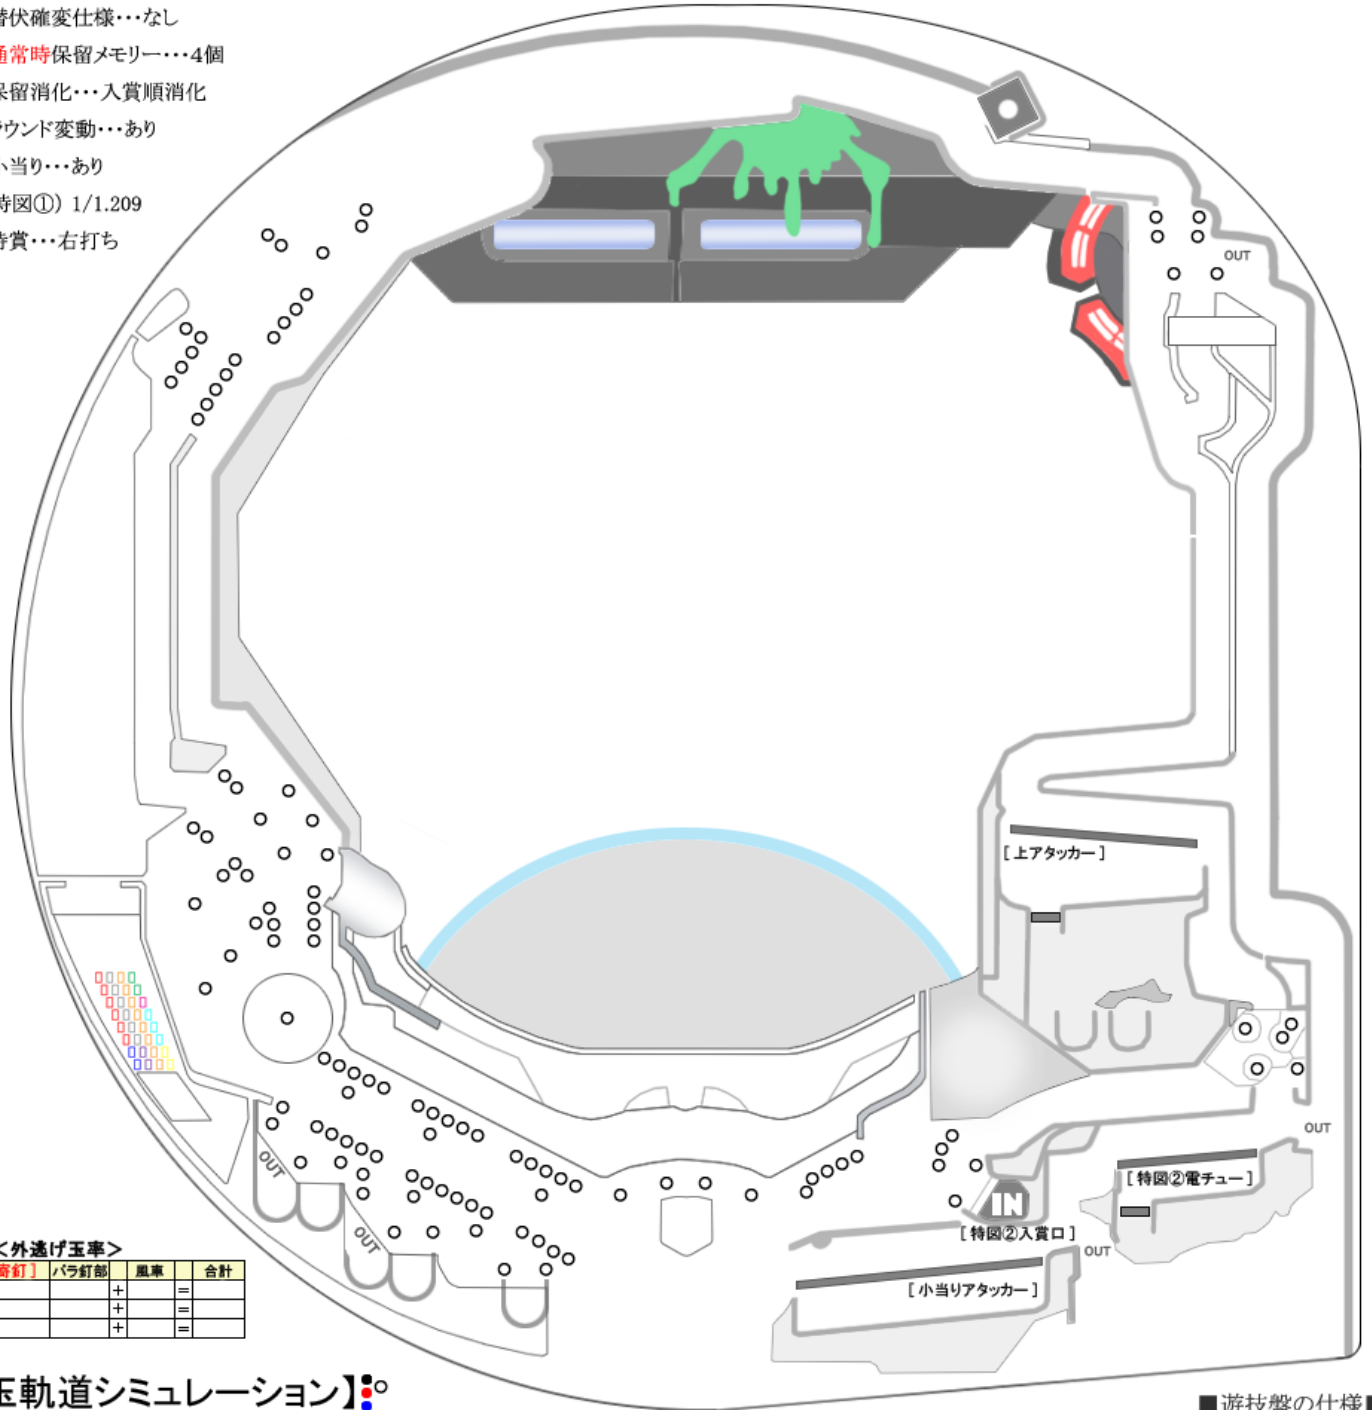 潜伏確変仕様･･･なし
通常時保留メモリー･･･4個
保留消化･･･入賞順消化
ラウンド変動･･･あり
小当り･･･あり
特図①) 1/1.209
特賞･･･右打ち
OUT
[ 上アタッカー ]
OUT
[ 特図②電チュー ]
OUT
IN
[ 特図②入賞口 ]
OUT
OUT
[ 小当りアタッカー ]
＜外逃げ玉率＞
寄釘 ] バラ釘部 風車 合計
+ =
+ =
+ =
玉軌道シミュレーション】
■遊技盤の仕様■